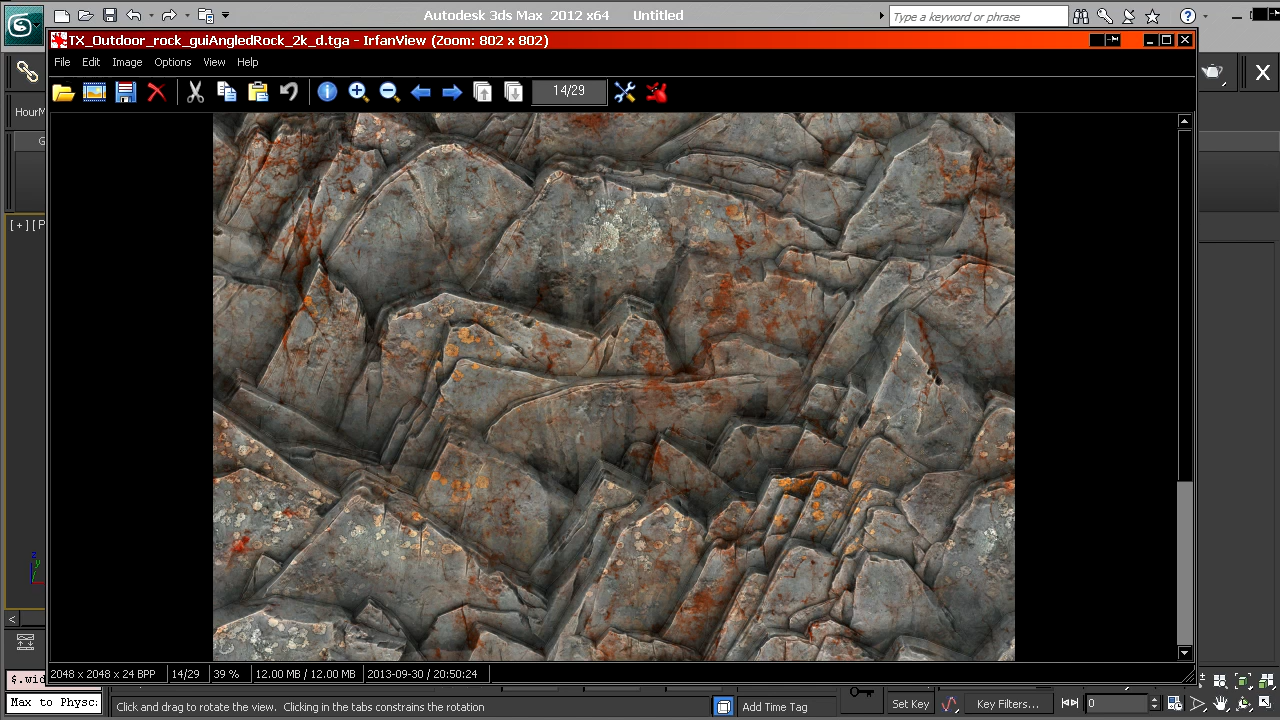 Autodesk 3ds Max 2012 x64 Untitled
Type a keyword or phrase
TX_Outdoor_rock_guiAngledRock_2k_d.tga - IrfanView (Zoom: 802 x 802)
File Edit Image Options View Help
14/29
HourM
G
[+][P
z
y
<
2048 x 2048 x 24 BPP 14/29 39 % 12.00 MB / 12.00 MB 2013-09-30 / 20:50:24
$.wid
Max to Physc: Click and drag to rotate the view. Clicking in the tabs constrains the rotation Add Time Tag Set Key Key Filters... 0